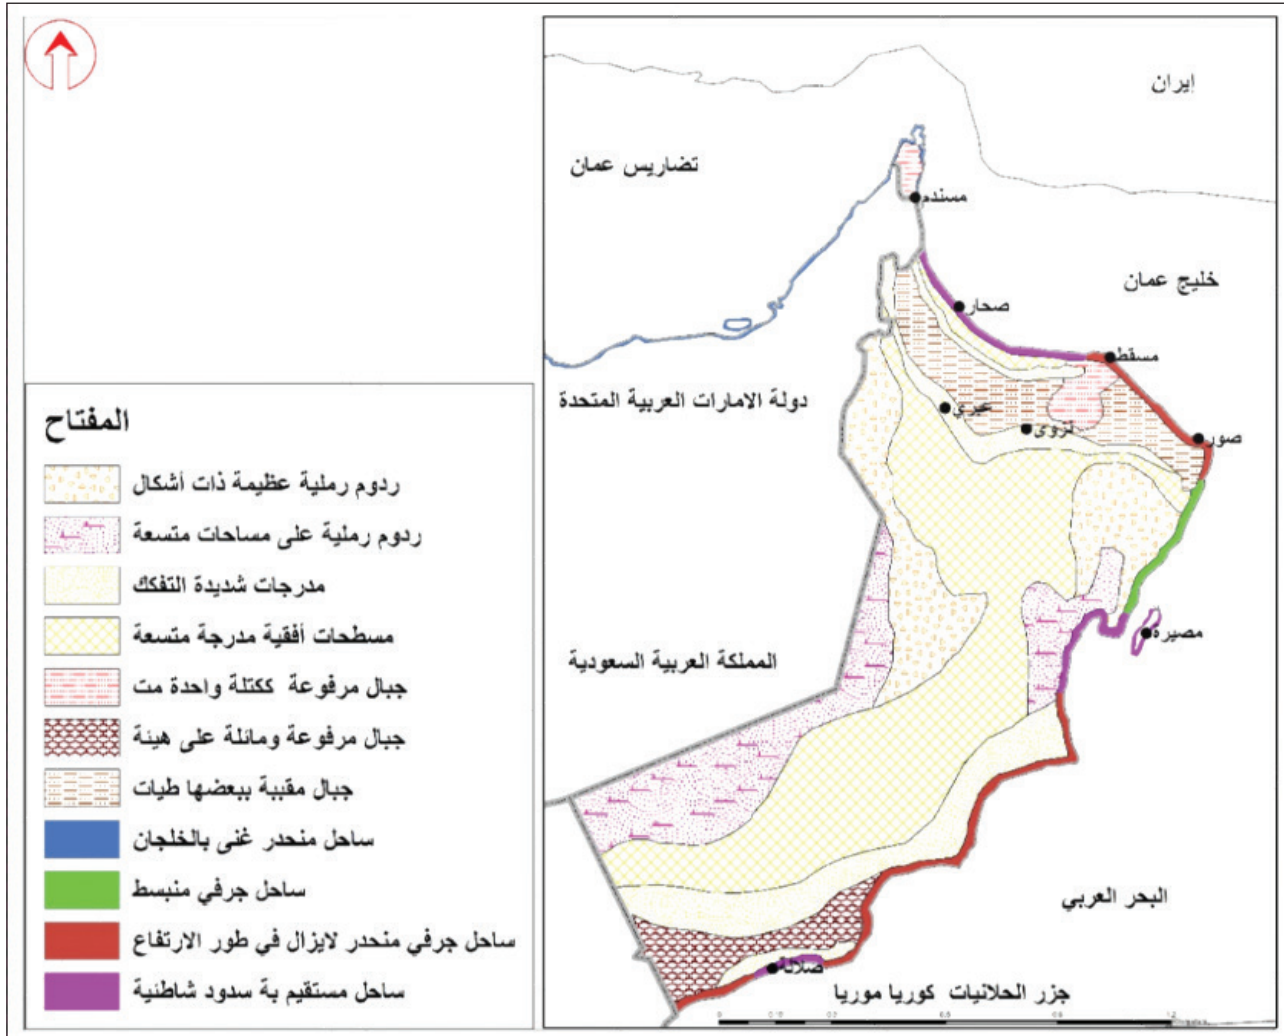 إيران
تضاريس عمان
مسندم
خليج عمان
صحار
مسقط
دولة الامارات العربية المتحدة
عبري
نزوى
صور
مصيره
المملكة العربية السعودية
البحر العربي
صلالة
جزر الحلانيات كوريا موريا
المفتاح
ردوم رملية عظيمة ذات أشكال
ردوم رملية على مساحات متسعة
مدرجات شديدة التفكك
مسطحات أفقية مدرجة متسعة
جبال مرفوعة ككتلة واحدة مت
جبال مرفوعة ومائلة على هيئة
جبال مقببة ببعضها طيات
ساحل منحدر غنى بالخلجان
ساحل جرفي منبسط
ساحل جرفي منحدر لايزال في طور الارتفاع
ساحل مستقيم بة سدود شاطئية